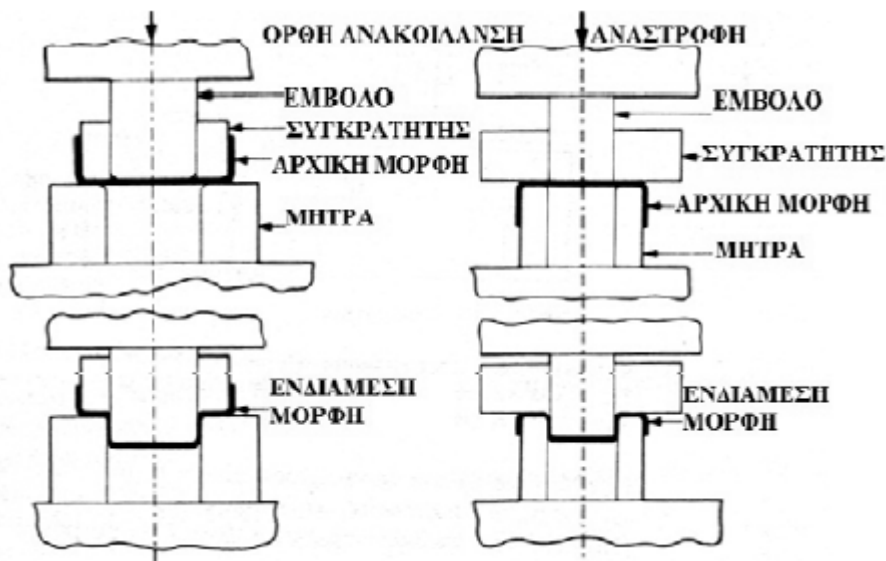 ΟΡΘΗ ΑΝΑΚΟΙΛΑΝΣΗ
ΕΜΒΟΛΟ
ΣΥΓΚΡΑΤΗΤΗΣ
ΑΡΧΙΚΗ ΜΟΡΦΗ
ΜΗΤΡΑ
ΕΝΔΙΑΜΕΣΗ
ΜΟΡΦΗ
ΑΝΑΣΤΡΟΦΗ
ΕΜΒΟΛΟ
ΣΥΓΚΡΑΤΗΤΗΣ
ΑΡΧΙΚΗ ΜΟΡΦΗ
ΜΗΤΡΑ
ΕΝΔΙΑΜΕΣΗ
ΜΟΡΦΗ